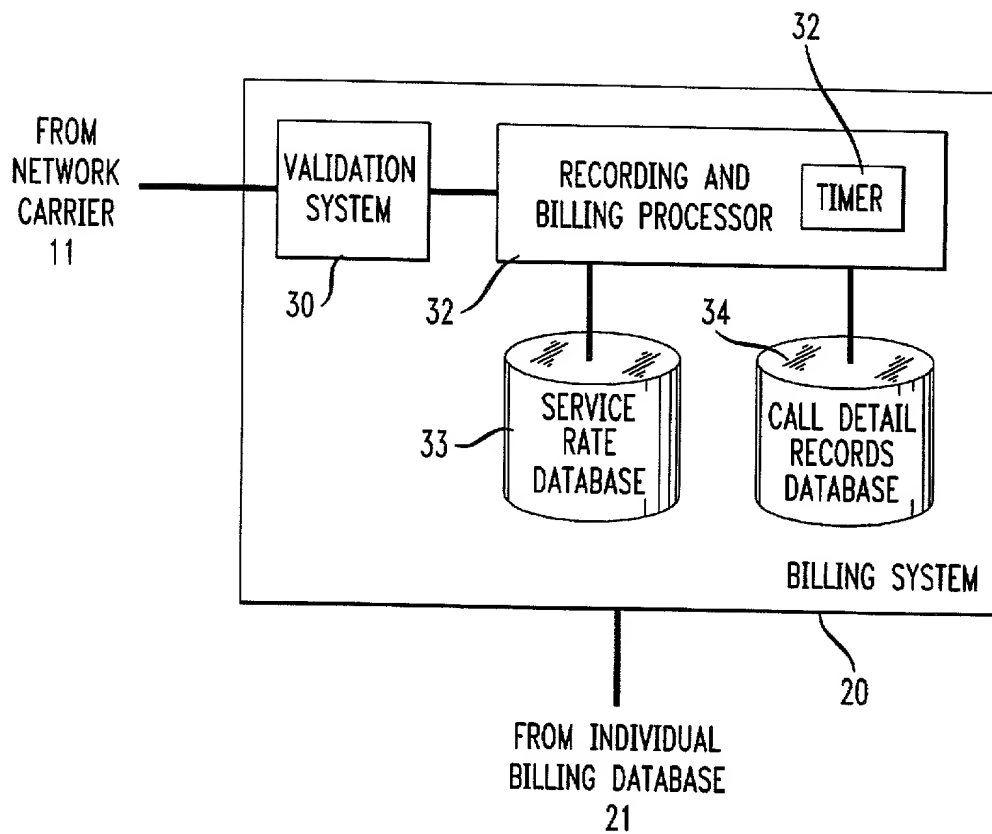 32
FROM
NETWORK
CARRIER
11
VALIDATION
SYSTEM
RECORDING AND
BILLING PROCESSOR
TIMER
30
32
34
33
SERVICE
RATE
DATABASE
CALL DETAIL
RECORDS
DATABASE
BILLING SYSTEM
20
FROM INDIVIDUAL
BILLING DATABASE
21